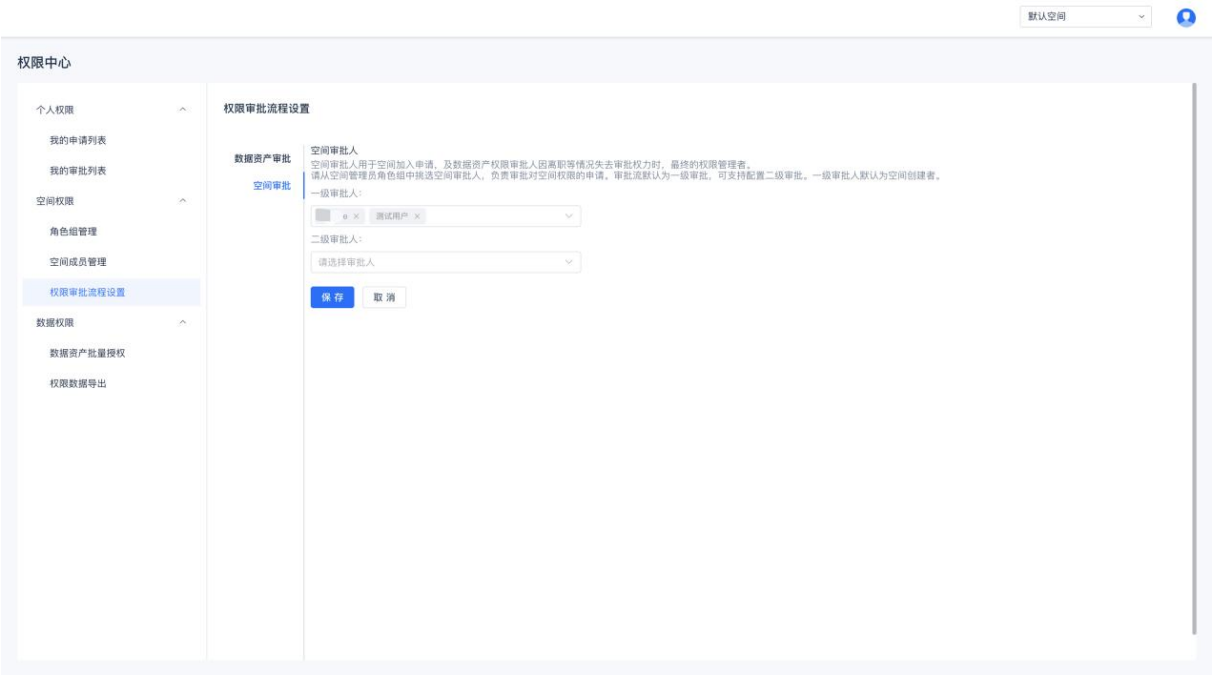 默认空间
权限中心
个人权限
我的申请列表
我的审批列表
空间权限
角色组管理
空间成员管理
权限审批流程设置
数据权限
数据资产批量授权
权限数据导出
权限审批流程设置
数据资产审批
空间审批
空间审批人
空间审批人用于空间加入申请，及数据资产权限审批人因离职等情况失去审批权力时，最终的权限管理者。
请从空间管理员角色组中挑选空间审批人，负责审批对空间权限的申请。审批流默认为一级审批，可支持配置二级审批。一级审批人默认为空间创建者。
一级审批人：
o × 测试用户 ×
二级审批人：
请选择审批人
保存 取消